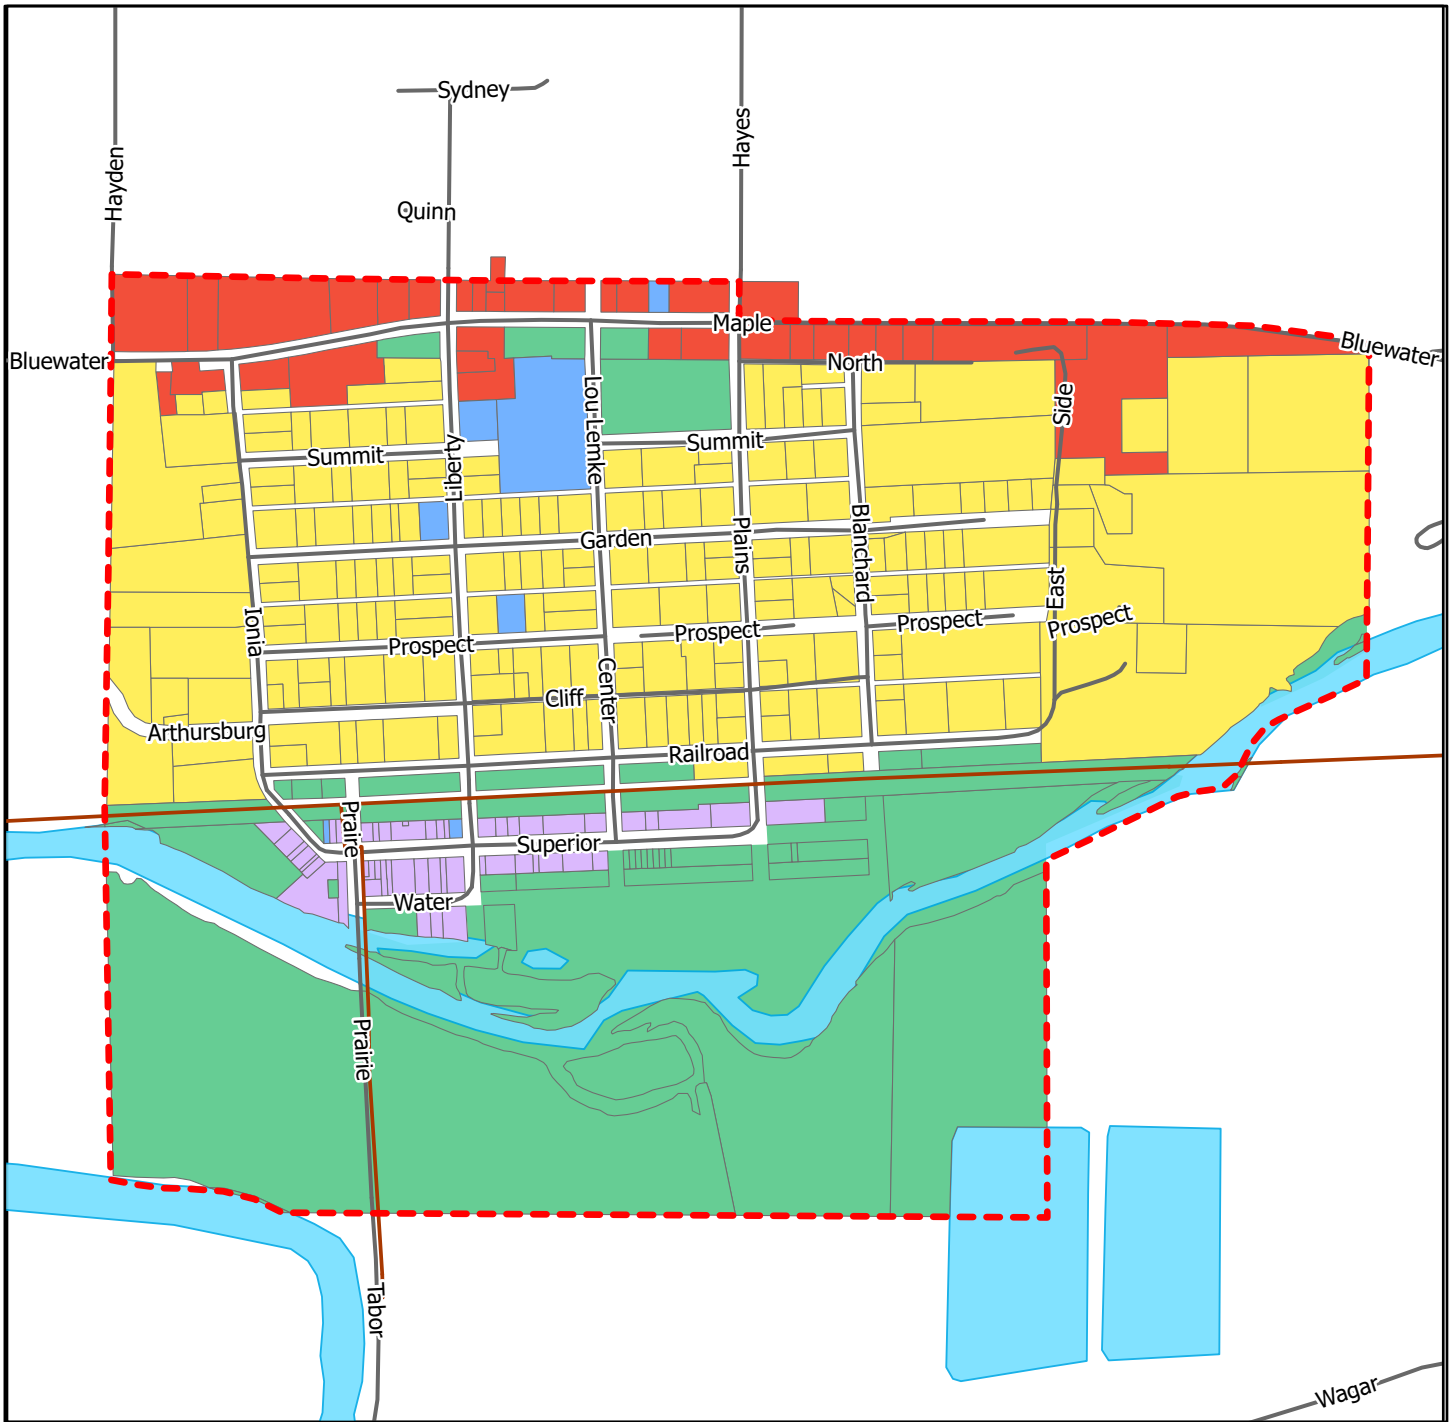 Sydney
Hayden
Hayes
Quinn
Maple
Bluewater
Bluewater
North
Lou Lemke
Side
Summit
Summit
Liberty
Plains
Blanchard
Garden
East
Ionia
Prospect
Prospect
Prospect
Prospect
Center
Cliff
Arthursburg
Railroad
Praire
Superior
Water
Prairie
Tabor
Wagar